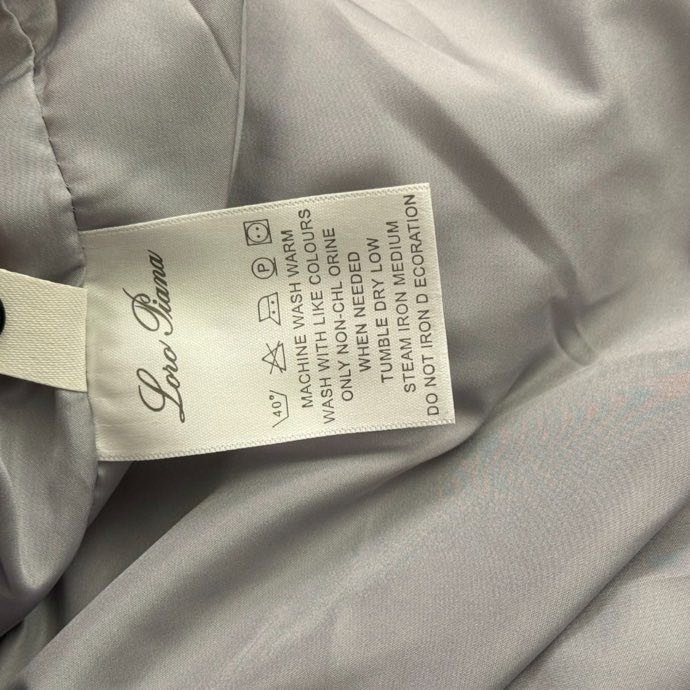 Loro Piana
40°
P
MACHINE WASH WARM
WASH WITH LIKE COLOURS
ONLY NON-CHL ORINE
WHEN NEEDED
TUMBLE DRY LOW
STEAM IRON MEDIUM
DO NOT IRON D ECORATION